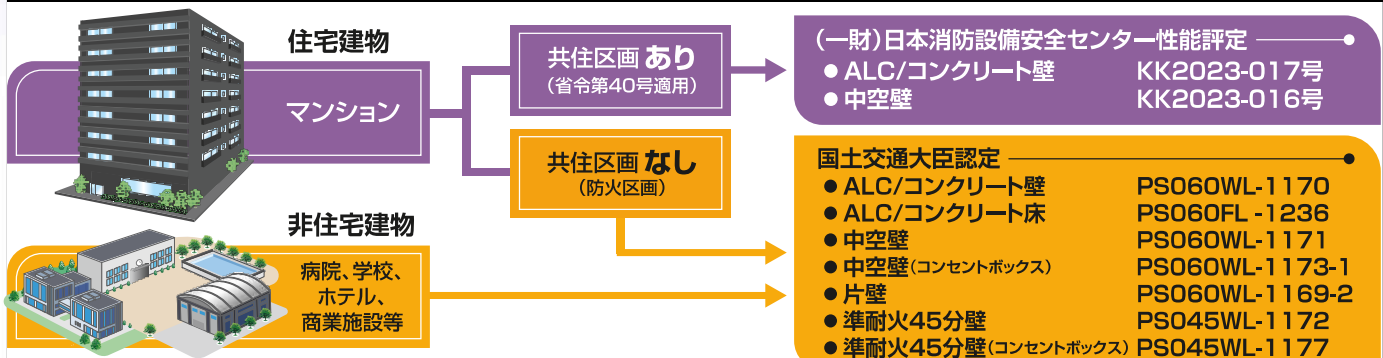 住宅建物
マンション
共住区画 あり
(省令第40号適用)
共住区画 なし
(防火区画)
非住宅建物
病院、学校、
ホテル、
商業施設等
(一財)日本消防設備安全センター性能評定
●ALC/コンクリート壁 KK2023-017号
●中空壁 KK2023-016号
国土交通大臣認定
●ALC/コンクリート壁 PS060WL-1170
●ALC/コンクリート床 PS060FL-1236
●中空壁 PS060WL-1171
●中空壁(コンセントボックス) PS060WL-1173-1
●片壁 PS060WL-1169-2
●準耐火45分壁 PS045WL-1172
●準耐火45分壁(コンセントボックス) PS045WL-1177